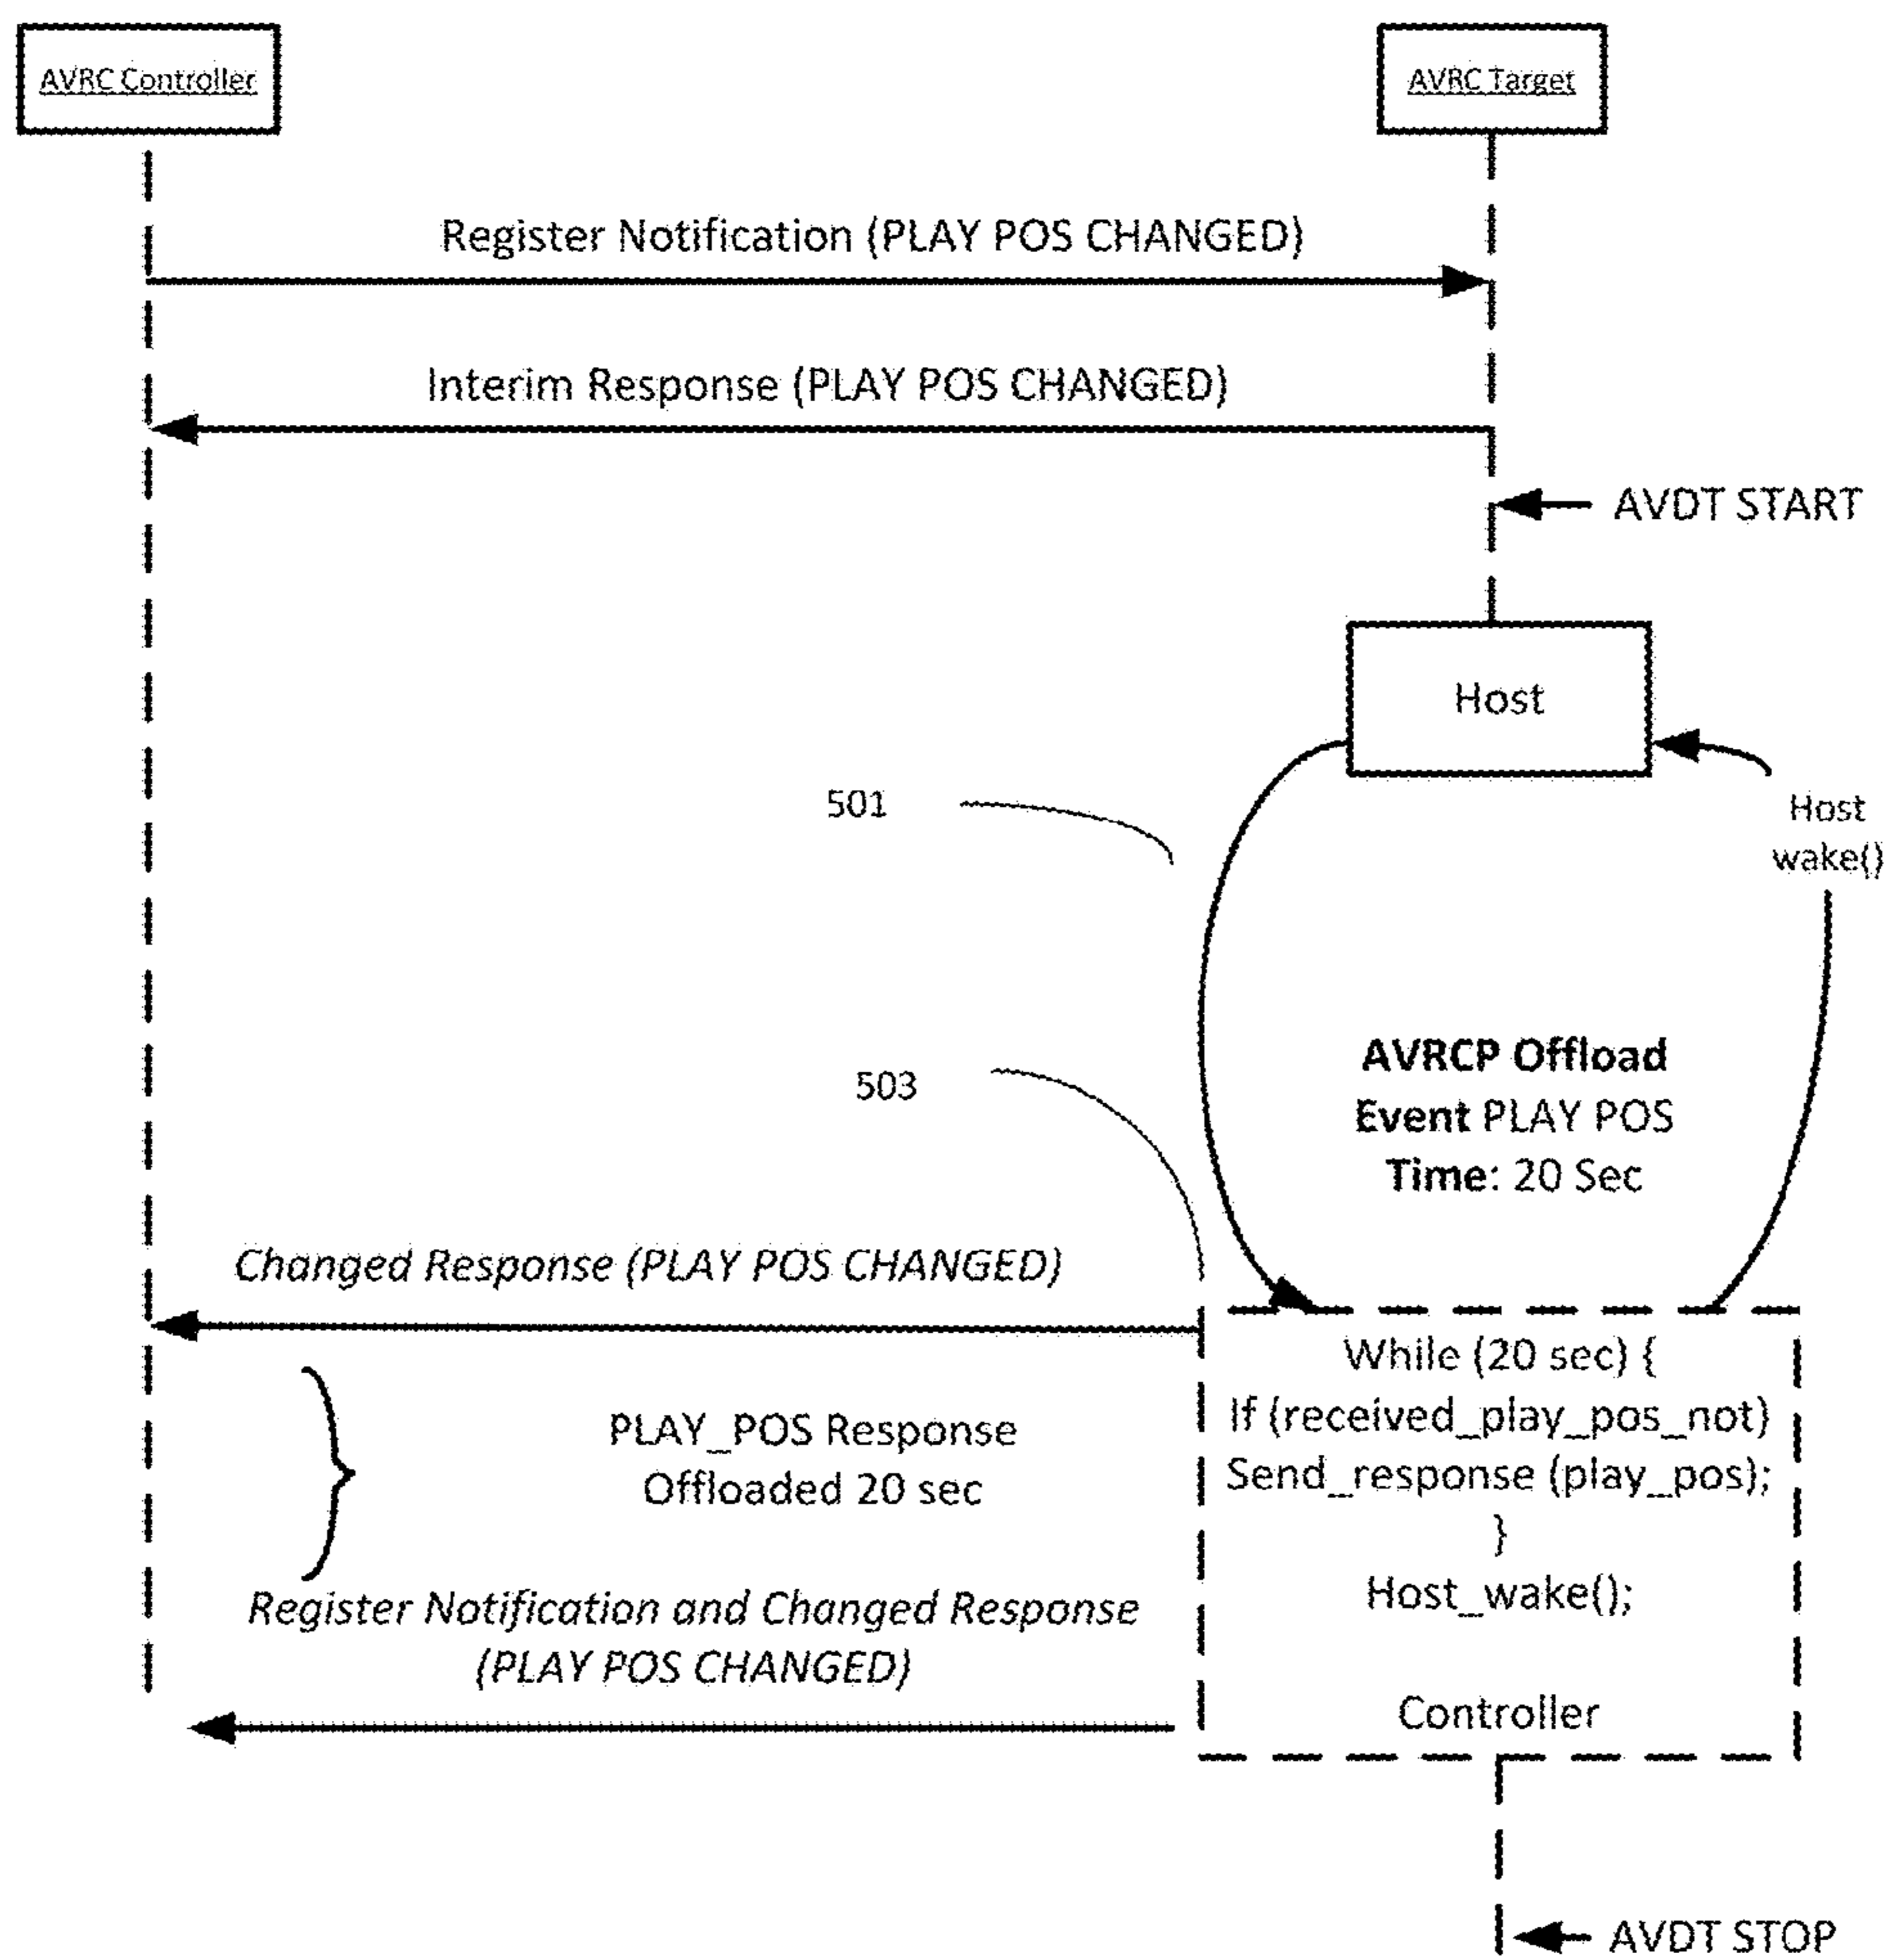 AVRC Controller
AVRC Target
Register Notification (PLAY POS CHANGED)
Interim Response (PLAY POS CHANGED)
AVDT START
Host
501
Host
wake()
AVRCP Offload
Event PLAY POS
Time: 20 Sec
503
Changed Response (PLAY POS CHANGED)
While (20 sec) {
If (received_play_pos_not)
Send_response (play_pos);
}
Host_wake();
Controller
PLAY_POS Response
Offloaded 20 sec
Register Notification and Changed Response
(PLAY POS CHANGED)
AVDT STOP